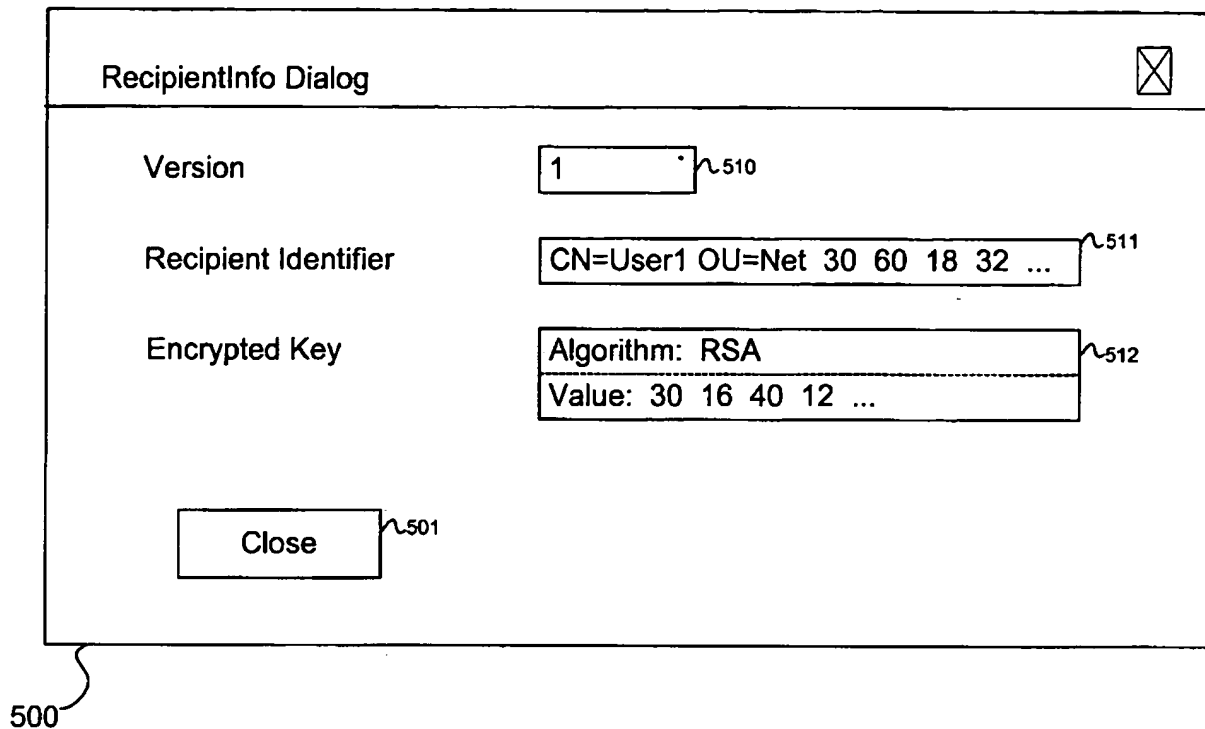 RecipientInfo Dialog
Version 1 510
Recipient Identifier CN=User1 OU=Net 30 60 18 32 ... 511
Encrypted Key Algorithm: RSA 512
Value: 30 16 40 12 ...
Close 501
500